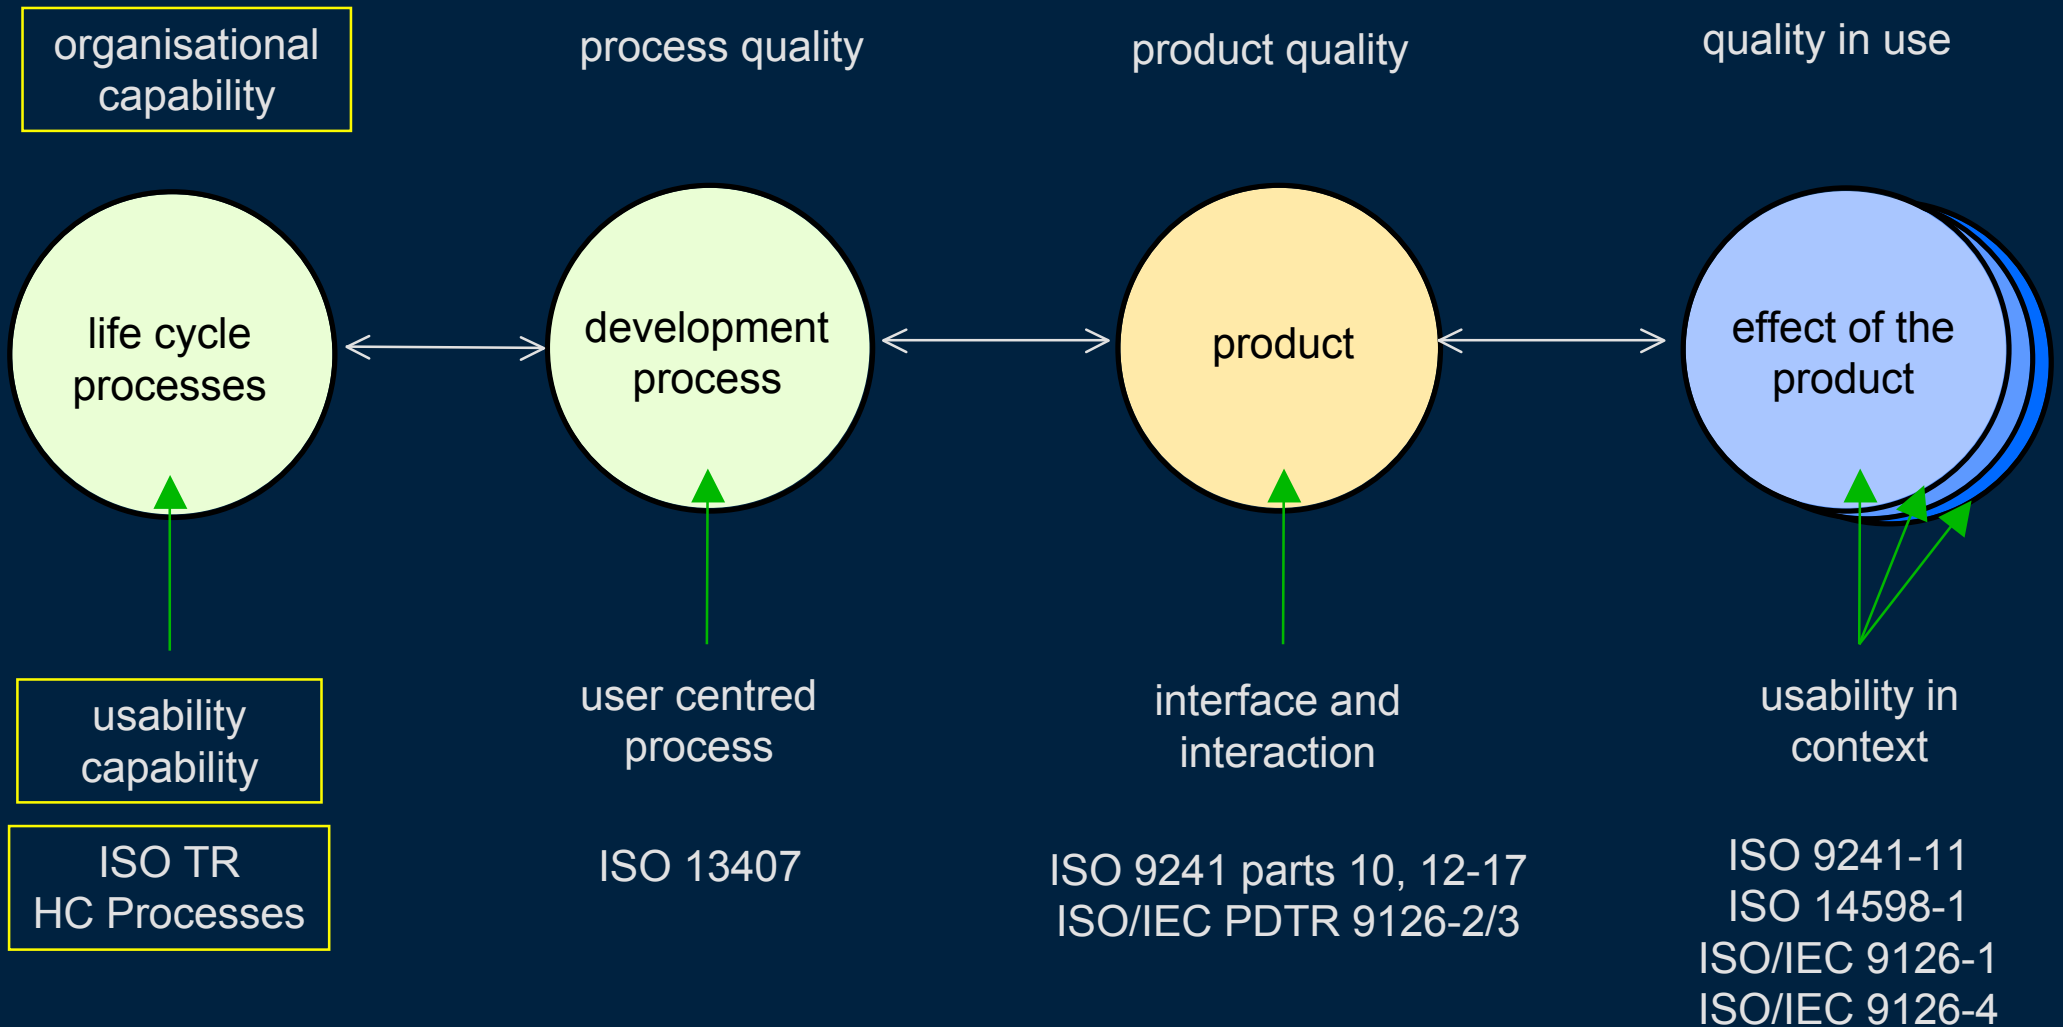 organisational
capability
process quality
product quality
quality in use
life cycle
processes
development
process
product
effect of the
product
usability
capability
user centred
process
interface and
interaction
usability in
context
ISO TR
HC Processes
ISO 13407
ISO 9241 parts 10, 12-17
ISO/IEC PDTR 9126-2/3
ISO 9241-11
ISO 14598-1
ISO/IEC 9126-1
ISO/IEC 9126-4